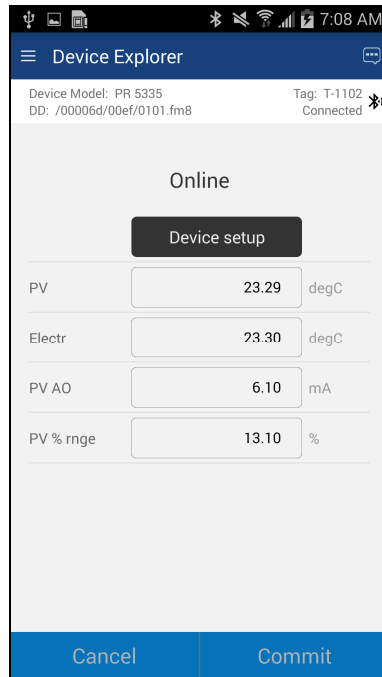 7:08 AM
Device Explorer
Device Model: PR 5335
Tag: T-1102
DD: /00006d/00ef/0101.fm8
Connected
Online
Device setup
PV 23.29 degC
Electr 23.30 degC
PV AO 6.10 mA
PV % rnge 13.10 %
Cancel Commit